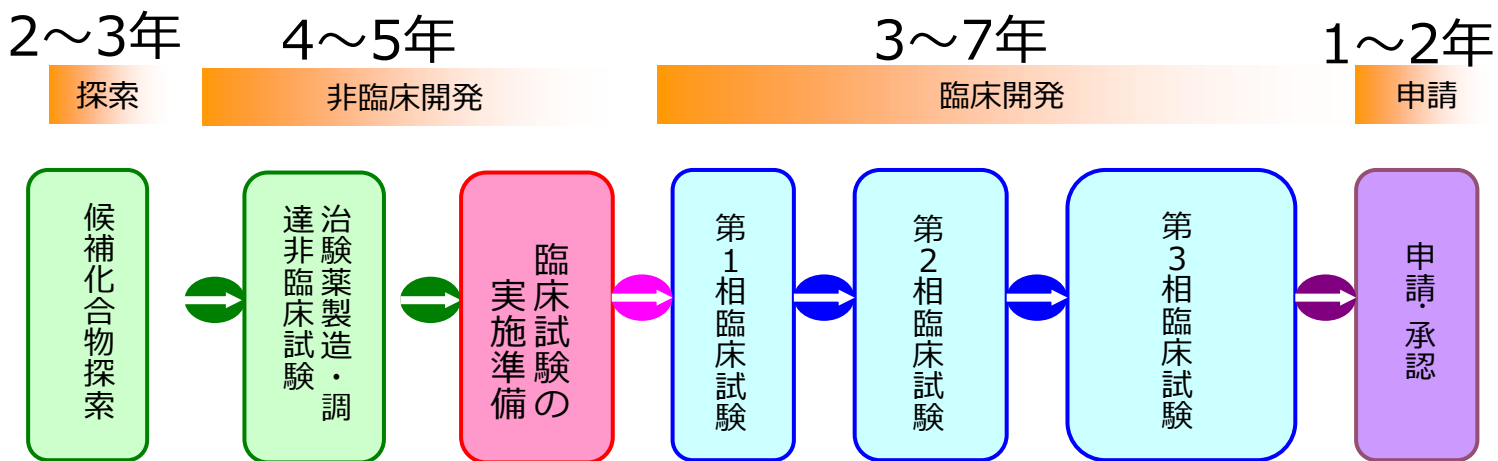 2～3年
4～5年
3～7年
1～2年
探索
非臨床開発
臨床開発
申請
候補化合物探索
治験薬製造・調
達非臨床試験
臨床試験の
実施準備
第1相臨床試験
第2相臨床試験
第3相臨床試験
申請・承認